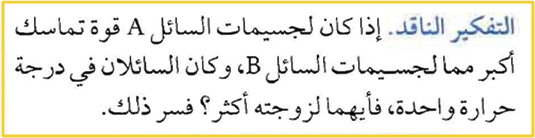 التفكير الناقد. إذا كان لجسيمات السائل A قوة تماسك
أكبر مما لجسيمات السائل B، وكان السائلان في درجة
حرارة واحدة، فأيهما لزوجته أكثر؟ فسر ذلك.